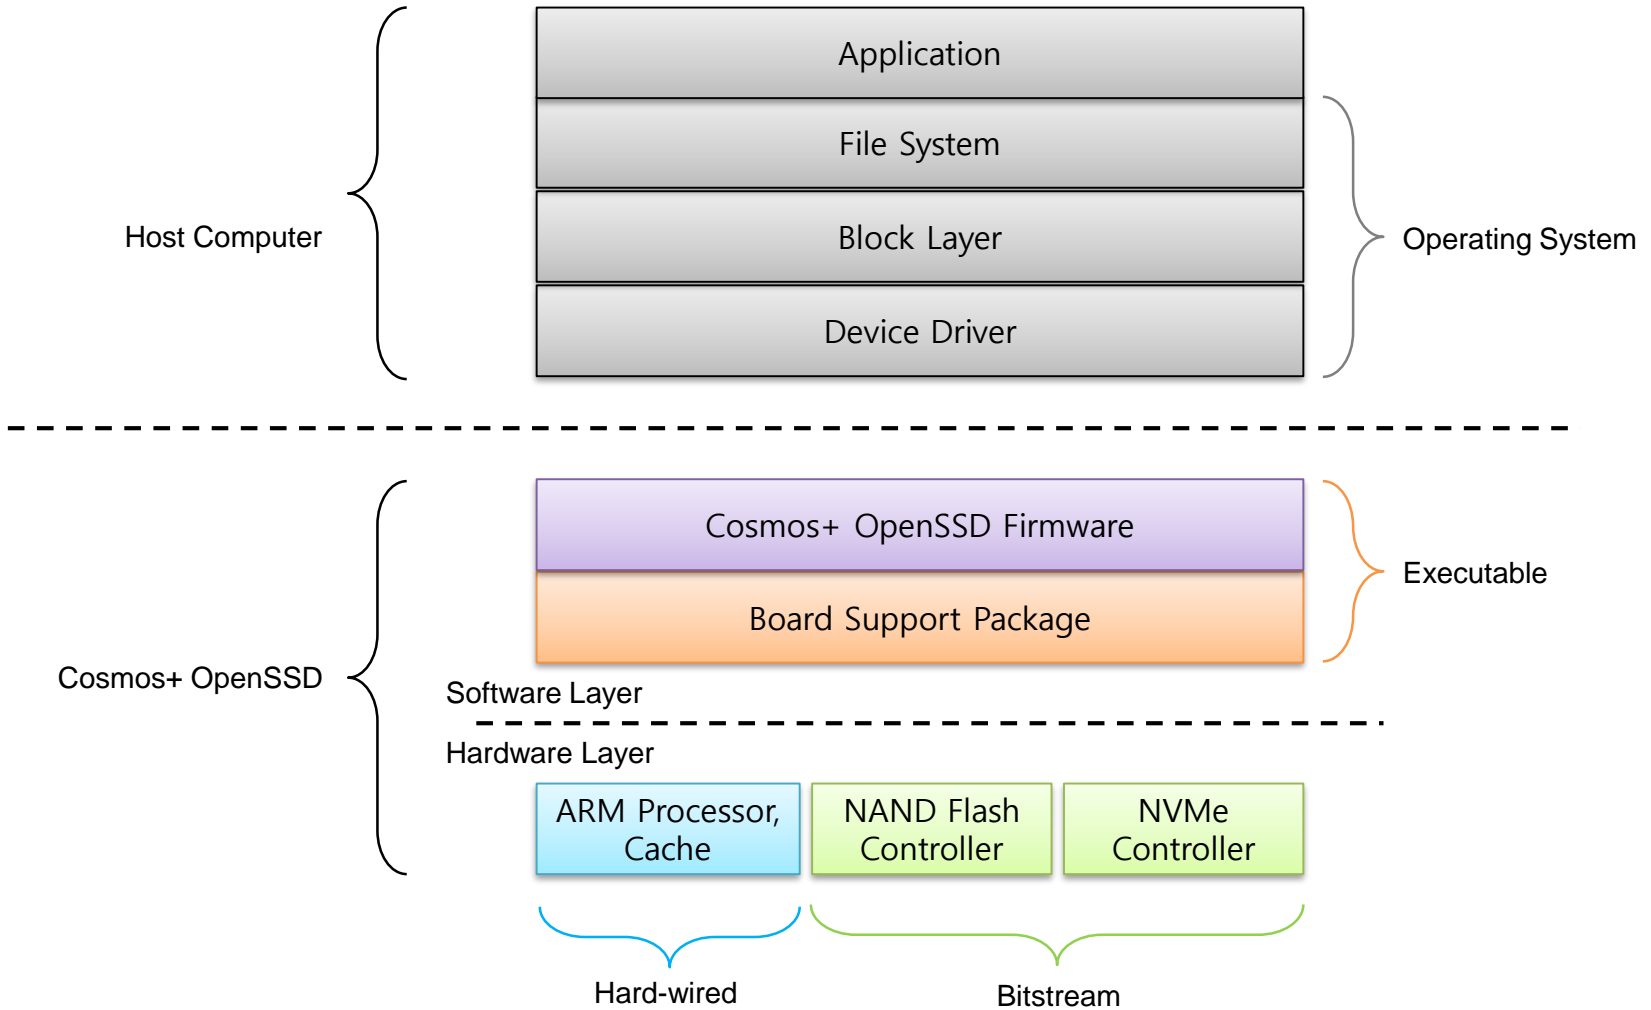 Application
File System
Host Computer
Block Layer
Operating System
Device Driver
Cosmos+ OpenSSD Firmware
Executable
Board Support Package
Cosmos+ OpenSSD
Software Layer
Hardware Layer
ARM Processor,
Cache
NAND Flash
Controller
NVMe
Controller
Hard-wired
Bitstream